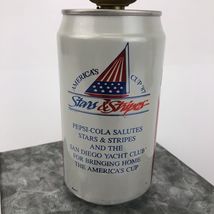 AMERICA'S CUP '87
Stars & Stripes
PEPSI-COLA SALUTES
STARS & STRIPES
AND THE
SAN DIEGO YACHT CLUB
FOR BRINGING HOME
THE AMERICA'S CUP